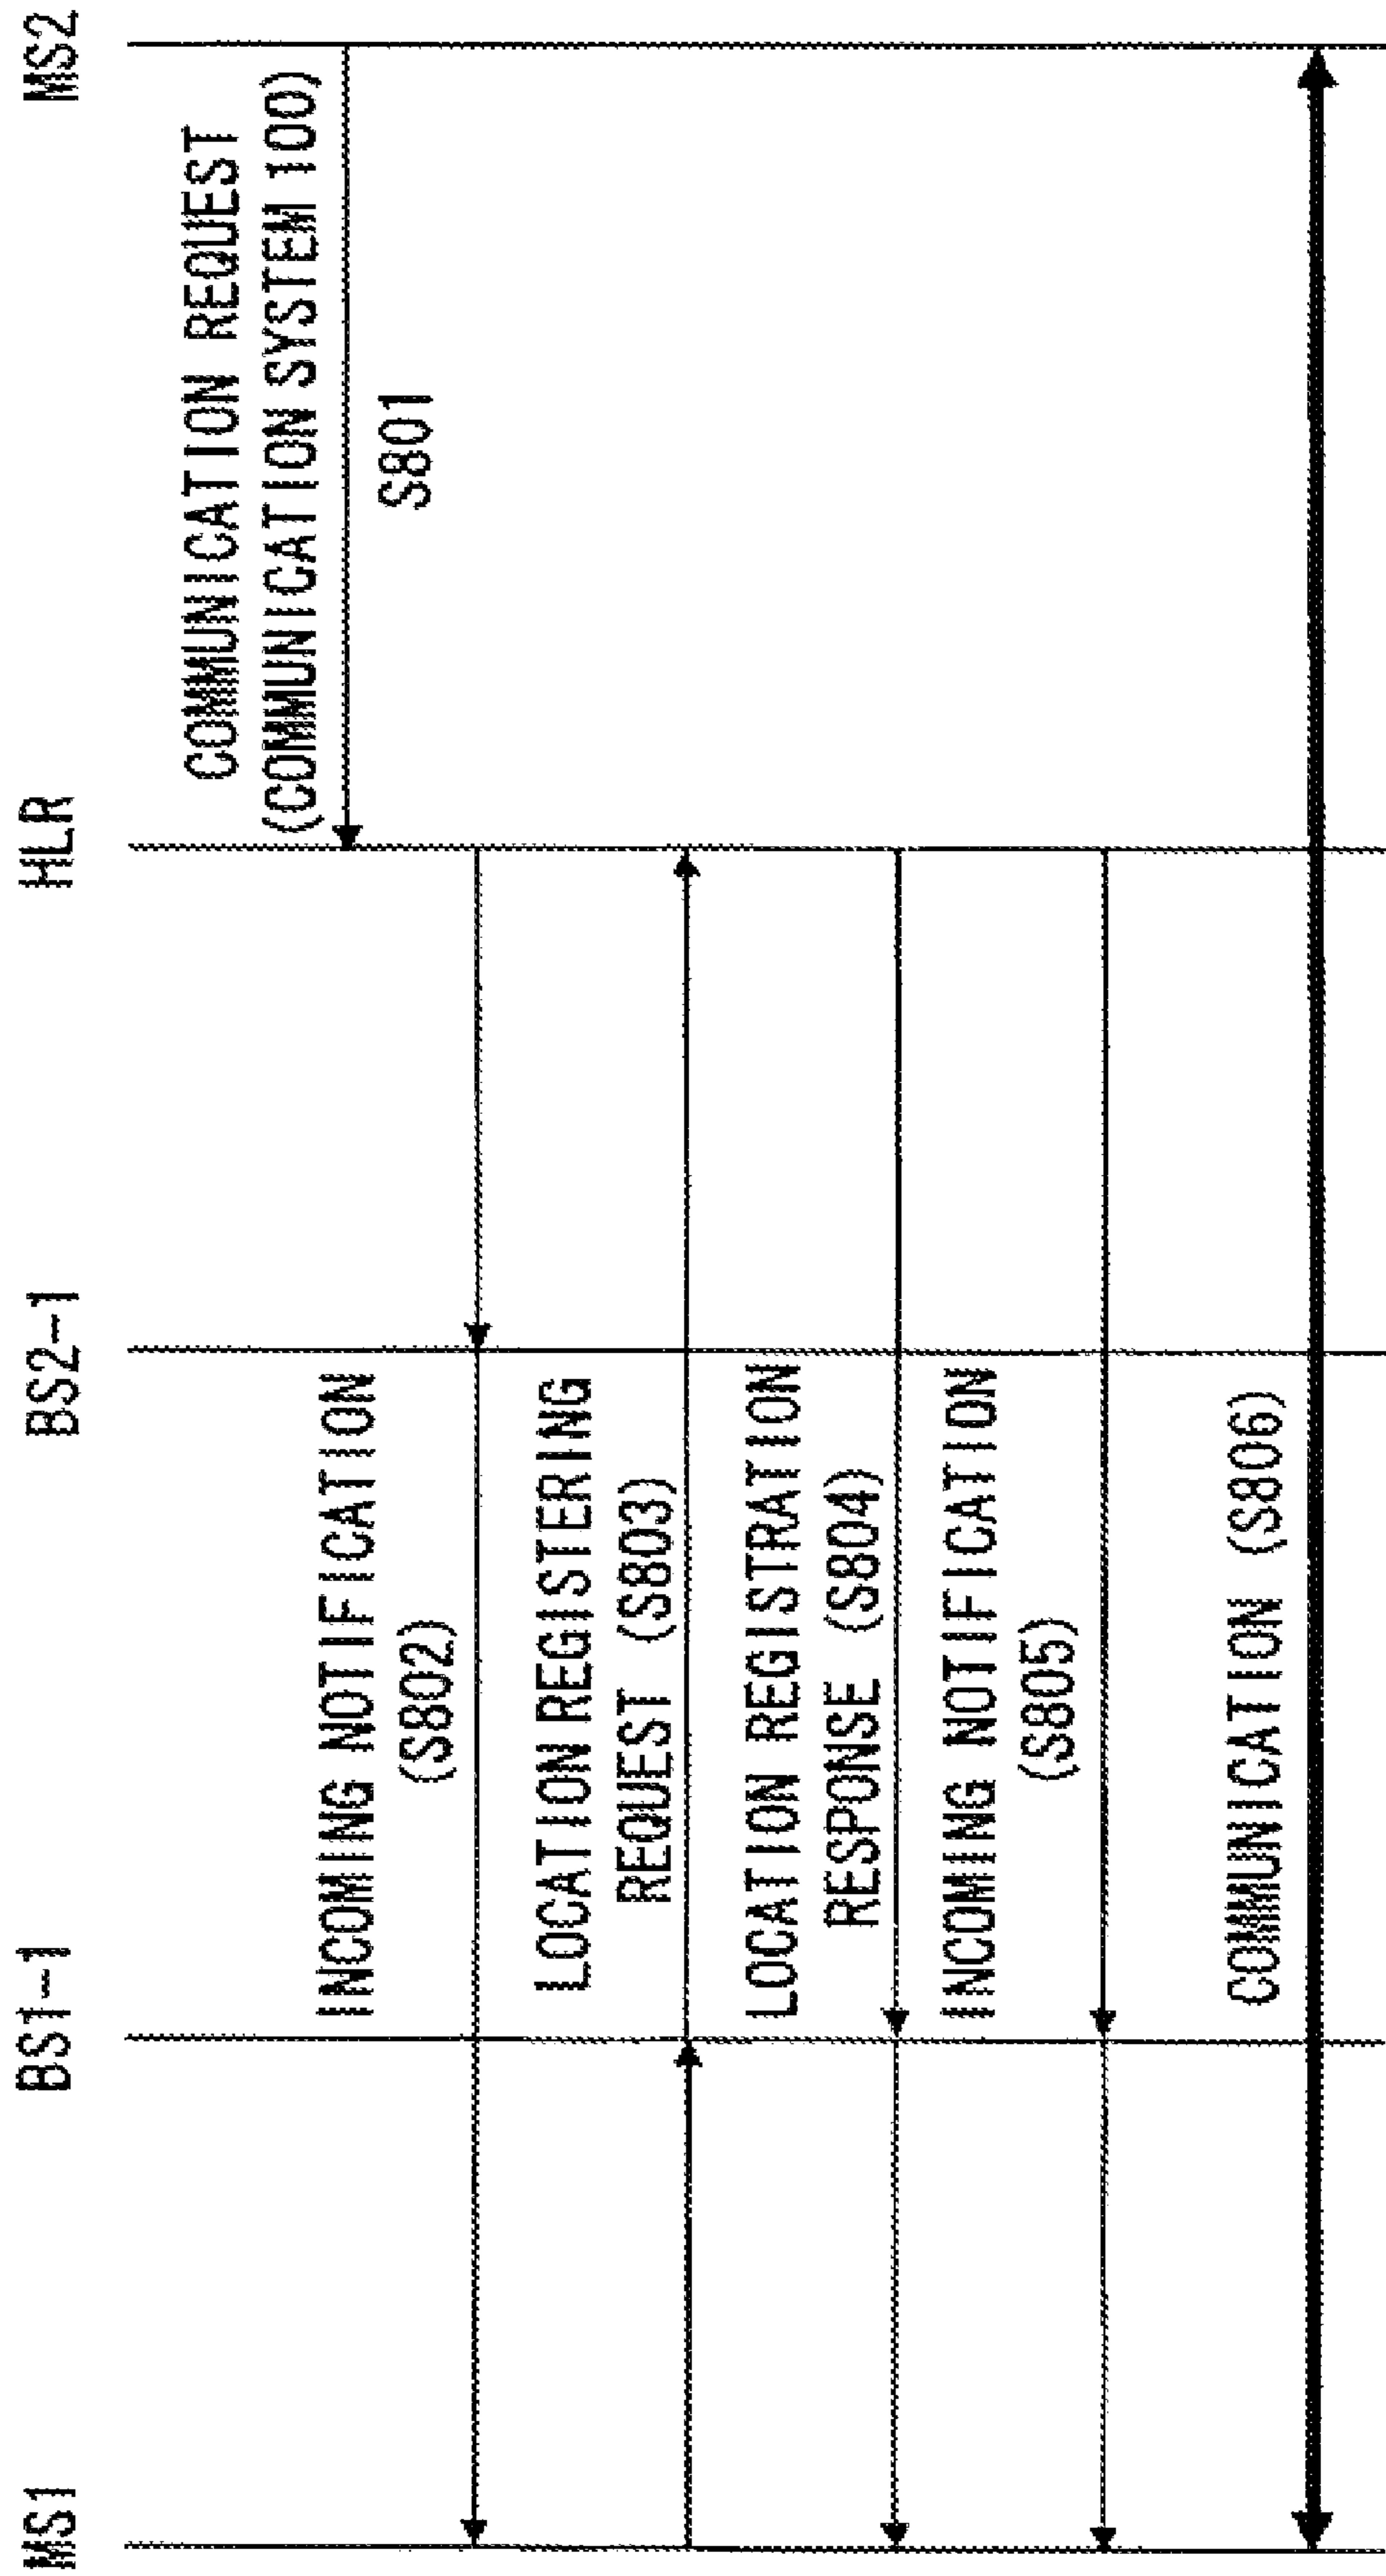 MS1
BS1-1
BS2-1
HLR
MS2
COMMUNICATION REQUEST
(COMMUNICATION SYSTEM 100)
S801
INCOMING NOTIFICATION
(S802)
LOCATION REGISTERING
REQUEST (S803)
LOCATION REGISTRATION
RESPONSE (S804)
INCOMING NOTIFICATION
(S805)
COMMUNICATION (S806)